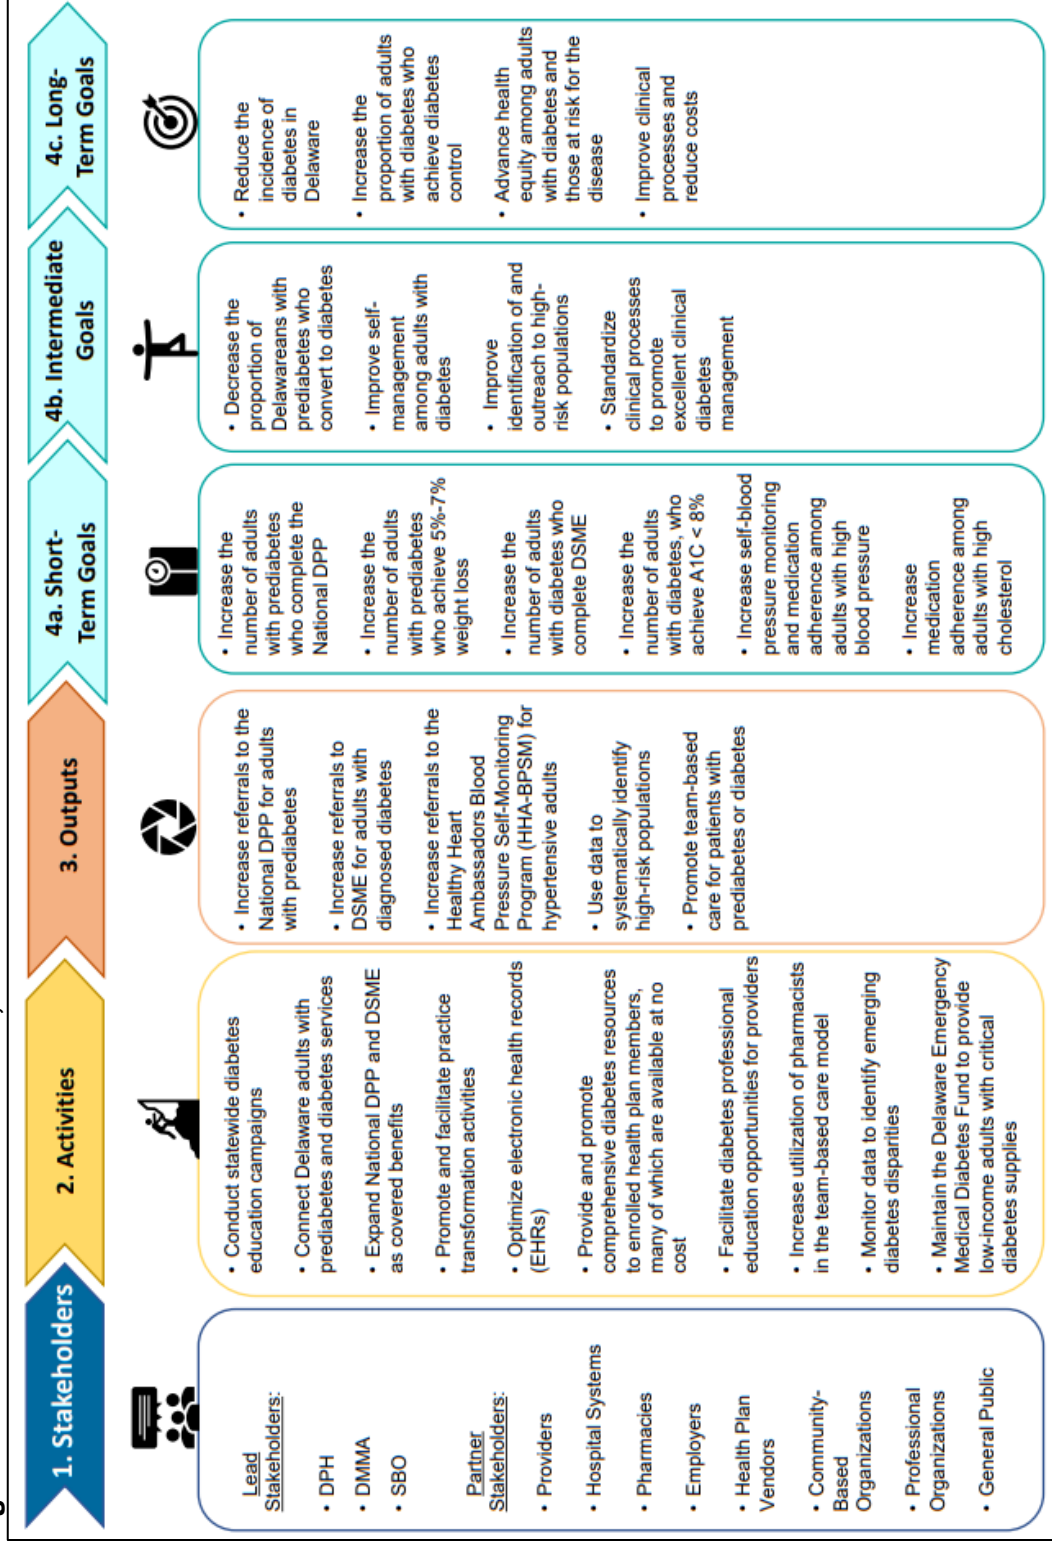 1. Stakeholders
Lead
Stakeholders:
• DPH
• DMMA
• SBO
Partner
Stakeholders:
• Providers
• Hospital Systems
• Pharmacies
• Employers
• Health Plan
Vendors
• Community-
Based
Organizations
• Professional
Organizations
• General Public
2. Activities
• Conduct statewide diabetes
education campaigns
• Connect Delaware adults with
prediabetes and diabetes services
• Expand National DPP and DSME
as covered benefits
• Promote and facilitate practice
transformation activities
• Optimize electronic health records
(EHRs)
• Provide and promote
comprehensive diabetes resources
to enrolled health plan members,
many of which are available at no
cost
• Facilitate diabetes professional
education opportunities for providers
• Increase utilization of pharmacists
in the team-based care model
• Monitor data to identify emerging
diabetes disparities
• Maintain the Delaware Emergency
Medical Diabetes Fund to provide
low-income adults with critical
diabetes supplies
3. Outputs
• Increase referrals to the
National DPP for adults
with prediabetes
• Increase referrals to
DSME for adults with
diagnosed diabetes
• Increase referrals to the
Healthy Heart
Ambassadors Blood
Pressure Self-Monitoring
Program (HHA-BPSM) for
hypertensive adults
• Use data to
systematically identify
high-risk populations
• Promote team-based
care for patients with
prediabetes or diabetes
4a. Short-
Term Goals
• Increase the
number of adults
with prediabetes
who complete the
National DPP
• Increase the
number of adults
with prediabetes
who achieve 5%-7%
weight loss
• Increase the
number of adults
with diabetes who
complete DSME
• Increase the
number of adults
with diabetes, who
achieve A1C < 8%
• Increase self-blood
pressure monitoring
and medication
adherence among
adults with high
blood pressure
• Increase
medication
adherence among
adults with high
cholesterol
4b. Intermediate
Goals
• Decrease the
proportion of
Delawareans with
prediabetes who
convert to diabetes
• Improve self-
management
among adults with
diabetes
• Improve
identification of and
outreach to high-
risk populations
• Standardize
clinical processes
to promote
excellent clinical
diabetes
management
4c. Long-
Term Goals
• Reduce the
incidence of
diabetes in
Delaware
• Increase the
proportion of adults
with diabetes who
achieve diabetes
control
• Advance health
equity among adults
with diabetes and
those at risk for the
disease
• Improve clinical
processes and
reduce costs